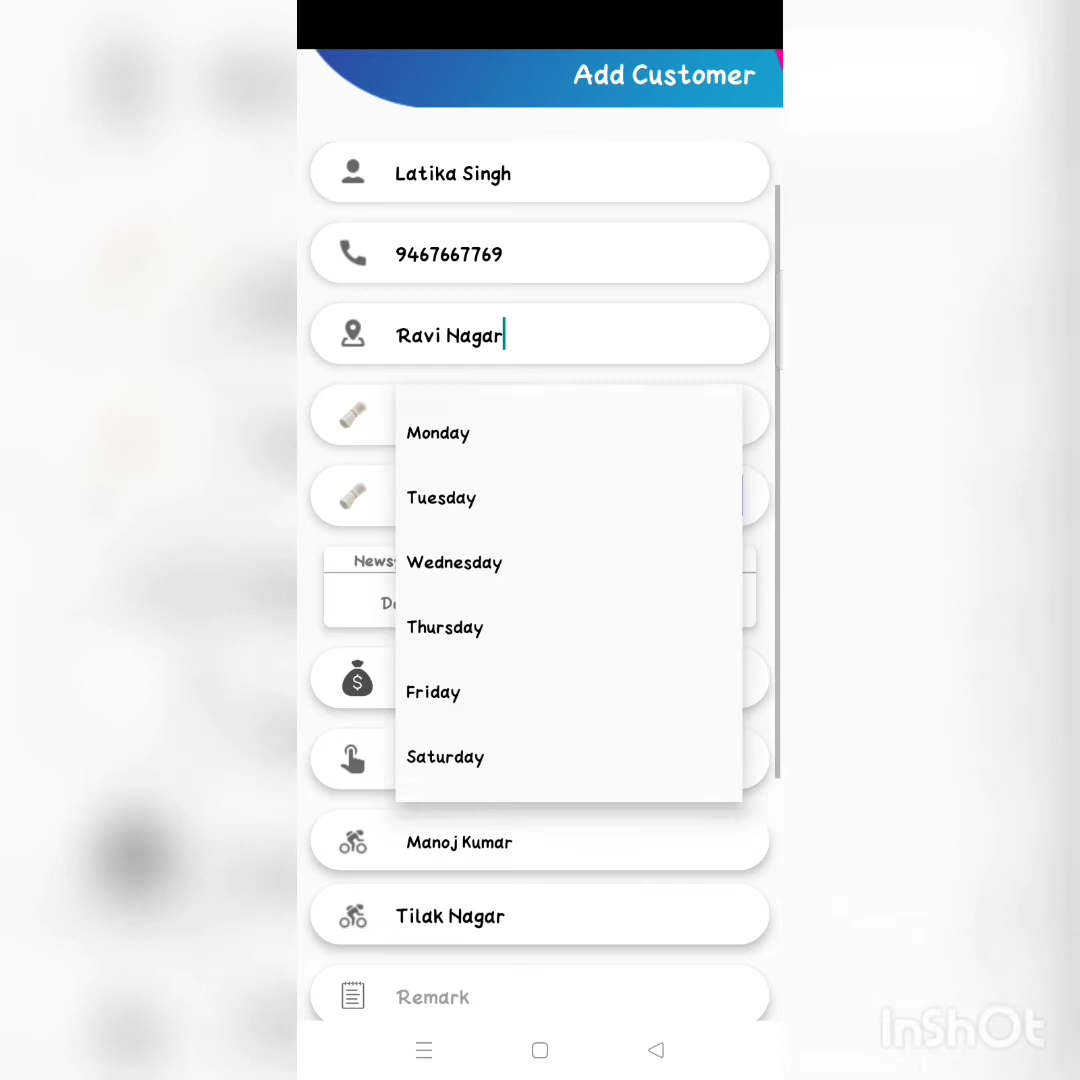 Add Customer
Latika Singh
9467667769
Ravi Nagar
Monday
Tuesday
Wednesday
Thursday
Friday
Saturday
Manoj Kumar
Tilak Nagar
Remark
InShOt